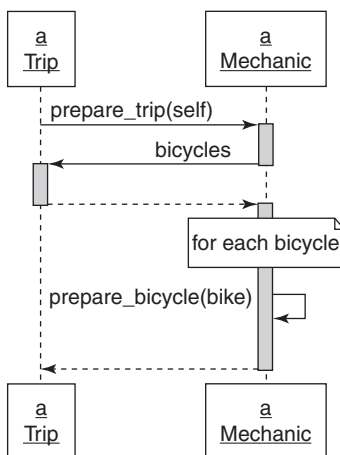 a
Trip
a
Mechanic
prepare_trip(self)
bicycles
for each bicycle
prepare_bicycle(bike)
a
Trip
a
Mechanic